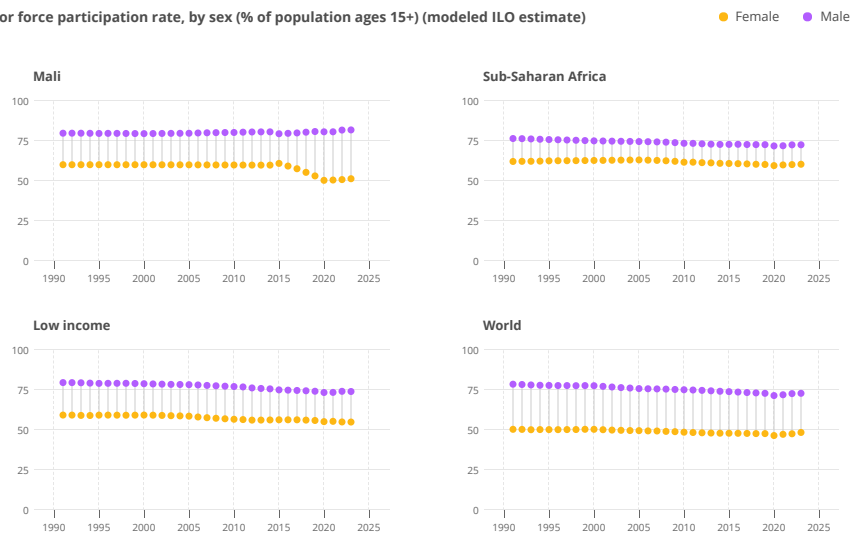 or force participation rate, by sex (% of population ages 15+) (modeled ILO estimate)
Female Male
Mali
100
75
50
25
0
1990 1995 2000 2005 2010 2015 2020 2025
Sub-Saharan Africa
100
75
50
25
0
1990 1995 2000 2005 2010 2015 2020 2025
Low income
100
75
50
25
0
1990 1995 2000 2005 2010 2015 2020 2025
World
100
75
50
25
0
1990 1995 2000 2005 2010 2015 2020 2025